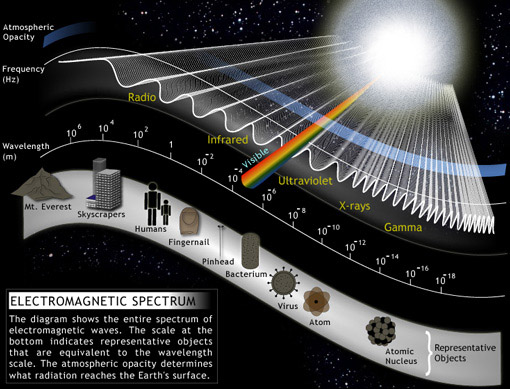 Atmospheric
Opacity
Frequency
(Hz)
Radio
Infrared
Visible
Ultraviolet
X-rays
Gamma
Wavelength
(m)
10^6
10^4
10^2
1
10^-2
10^-4
10^-6
10^-8
10^-10
10^-12
10^-14
10^-16
10^-18
Mt. Everest
Skyscrapers
Humans
Fingernail
Pinhead
Bacterium
Virus
Atom
Atomic
Nucleus
Representative
Objects
ELECTROMAGNETIC SPECTRUM
The diagram shows the entire spectrum of
electromagnetic waves. The scale at the
bottom indicates representative objects
that are equivalent to the wavelength
scale. The atmospheric opacity determines
what radiation reaches the Earth's surface.